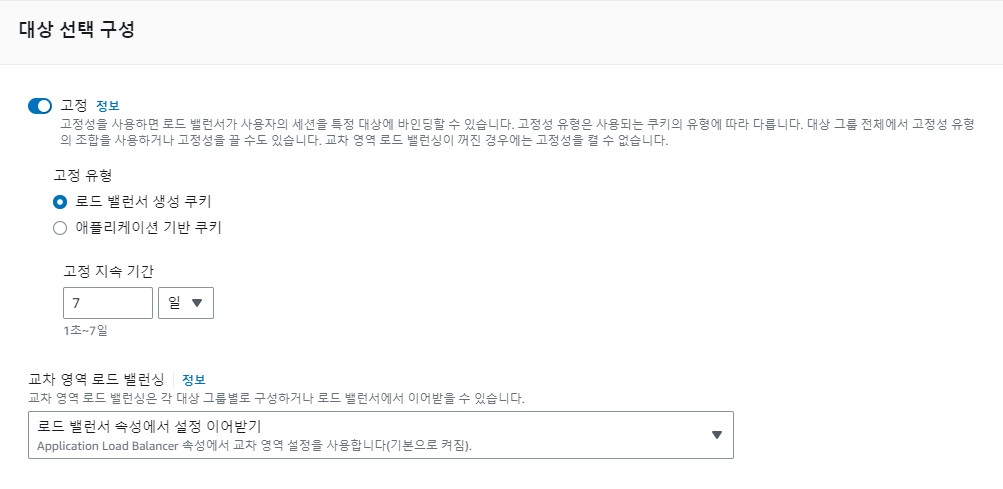 대상 선택 구성
고정 정보
고정성을 사용하면 로드 밸런서가 사용자의 세션을 특정 대상에 바인딩할 수 있습니다. 고정성 유형은 사용되는 쿠키의 유형에 따라 다릅니다. 대상 그룹 전체에서 고정성 유형
의 조합을 사용하거나 고정성을 끌 수도 있습니다. 교차 영역 로드 밸런싱이 꺼진 경우에는 고정성을 켤 수 없습니다.
고정 유형
로드 밸런서 생성 쿠키
애플리케이션 기반 쿠키
고정 지속 기간
7 일
1초~7일
교차 영역 로드 밸런싱 정보
교차 영역 로드 밸런싱은 각 대상 그룹별로 구성하거나 로드 밸런서에서 이어받을 수 있습니다.
로드 밸런서 속성에서 설정 이어받기
Application Load Balancer 속성에서 교차 영역 설정을 사용합니다(기본으로 켜짐).